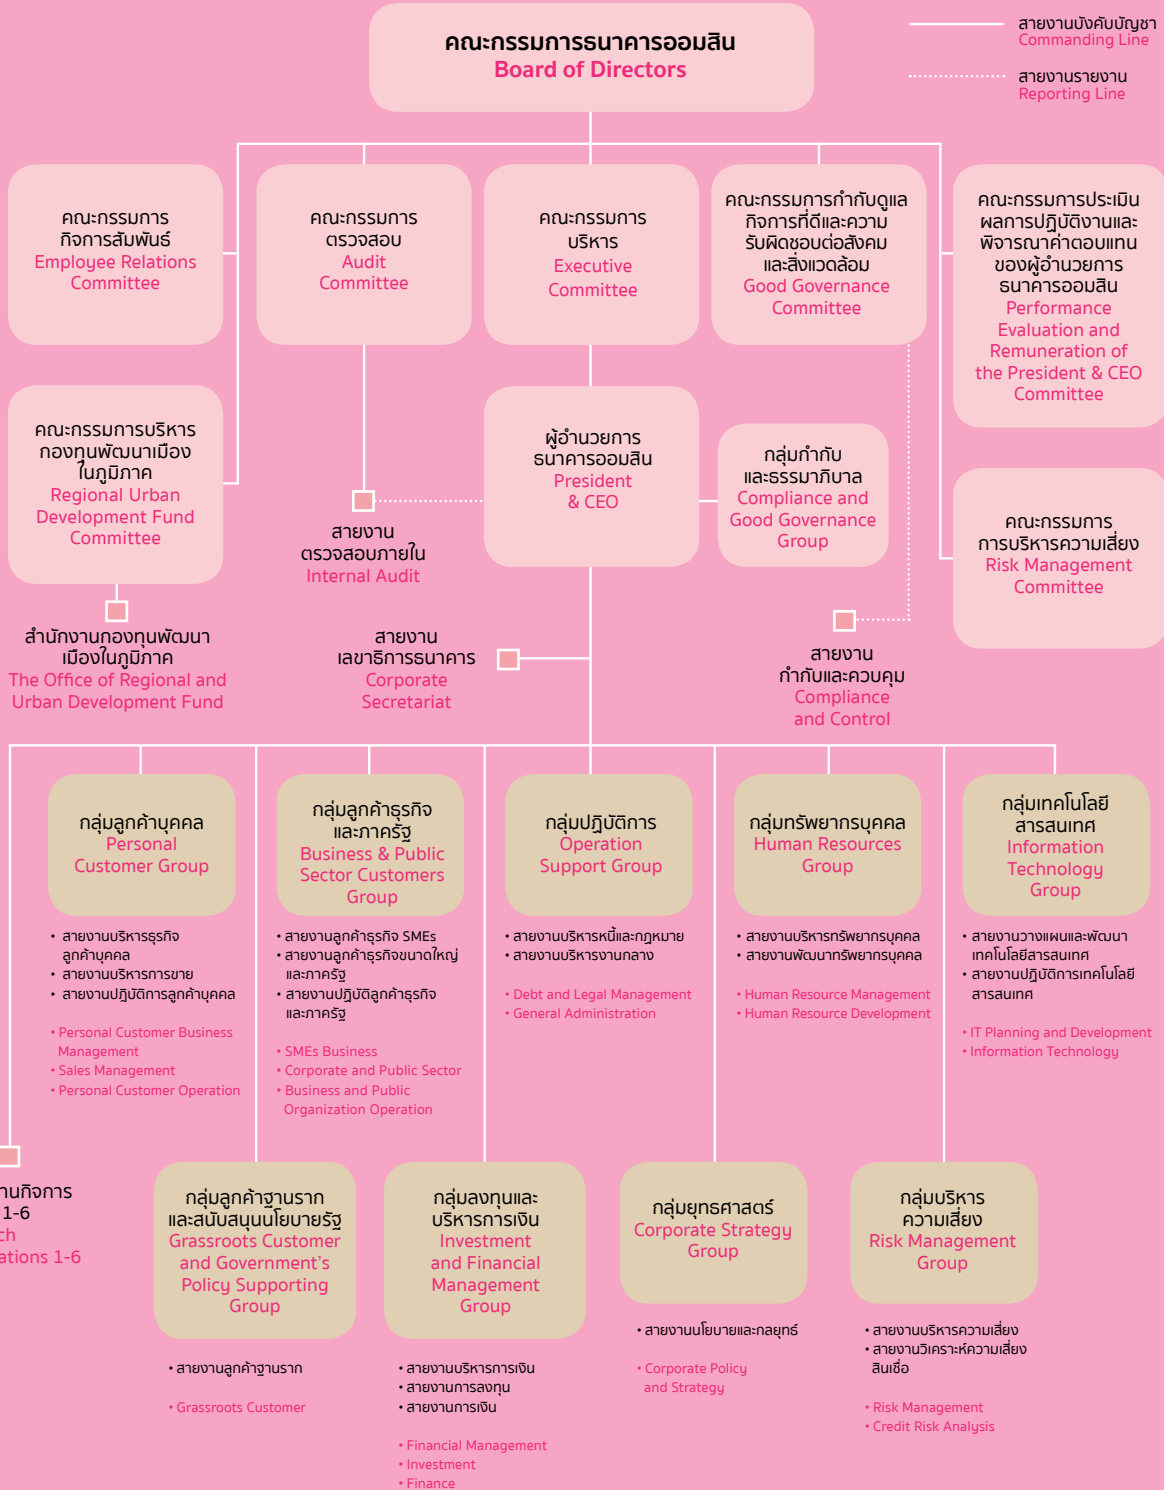 คณะกรรมการธนาคารออมสิน
Board of Directors
สายงานบังคับบัญชา
Commanding Line
สายงานรายงาน
Reporting Line
คณะกรรมการ
กิจการสัมพันธ์
Employee Relations
Committee
คณะกรรมการ
ตรวจสอบ
Audit
Committee
คณะกรรมการ
บริหาร
Executive
Committee
คณะกรรมการกำกับดูแล
กิจการที่ดีและความ
รับผิดชอบต่อสังคม
และสิ่งแวดล้อม
Good Governance
Committee
คณะกรรมการประเมิน
ผลการปฏิบัติงานและ
พิจารณาค่าตอบแทน
ของผู้อำนวยการ
ธนาคารออมสิน
Performance
Evaluation and
Remuneration of
the President & CEO
Committee
คณะกรรมการบริหาร
กองทุนพัฒนาเมือง
ในภูมิภาค
Regional Urban
Development Fund
Committee
ผู้อำนวยการ
ธนาคารออมสิน
President
& CEO
กลุ่มกำกับ
และธรรมาภิบาล
Compliance and
Good Governance
Group
คณะกรรมการ
การบริหารความเสี่ยง
Risk Management
Committee
สายงาน
ตรวจสอบภายใน
Internal Audit
สำนักงานกองทุนพัฒนา
เมืองในภูมิภาค
The Office of Regional and
Urban Development Fund
สายงาน
เลขาธิการธนาคาร
Corporate
Secretariat
สายงาน
กำกับและควบคุม
Compliance
and Control
กลุ่มลูกค้าบุคคล
Personal
Customer Group
• สายงานบริหารธุรกิจ
ลูกค้าบุคคล
• สายงานบริหารการขาย
• สายงานปฏิบัติการลูกค้าบุคคล
• Personal Customer Business
Management
• Sales Management
• Personal Customer Operation
กลุ่มลูกค้าธุรกิจ
และภาครัฐ
Business & Public
Sector Customers
Group
• สายงานลูกค้าธุรกิจ SMEs
• สายงานลูกค้าธุรกิจขนาดใหญ่
และภาครัฐ
• สายงานปฏิบัติลูกค้าธุรกิจ
และภาครัฐ
• SMEs Business
• Corporate and Public Sector
• Business and Public
Organization Operation
กลุ่มปฏิบัติการ
Operation
Support Group
• สายงานบริหารหนี้และกฎหมาย
• สายงานบริหารงานกลาง
• Debt and Legal Management
• General Administration
กลุ่มทรัพยากรบุคคล
Human Resources
Group
• สายงานบริหารทรัพยากรบุคคล
• สายงานพัฒนาทรัพยากรบุคคล
• Human Resource Management
• Human Resource Development
กลุ่มเทคโนโลยี
สารสนเทศ
Information
Technology
Group
• สายงานวางแผนและพัฒนา
เทคโนโลยีสารสนเทศ
• สายงานปฏิบัติการเทคโนโลยี
สารสนเทศ
• IT Planning and Development
• Information Technology
านกิจการ
1-6
ch
ations 1-6
กลุ่มลูกค้าฐานราก
และสนับสนุนนโยบายรัฐ
Grassroots Customer
and Government's
Policy Supporting
Group
• สายงานลูกค้าฐานราก
• Grassroots Customer
กลุ่มลงทุนและ
บริหารการเงิน
Investment
and Financial
Management
Group
• สายงานบริหารการเงิน
• สายงานการลงทุน
• สายงานการเงิน
• Financial Management
• Investment
• Finance
กลุ่มยุทธศาสตร์
Corporate Strategy
Group
• สายงานนโยบายและกลยุทธ์
• Corporate Policy
and Strategy
กลุ่มบริหาร
ความเสี่ยง
Risk Management
Group
• สายงานบริหารความเสี่ยง
• สายงานวิเคราะห์ความเสี่ยง
สินเชื่อ
• Risk Management
• Credit Risk Analysis